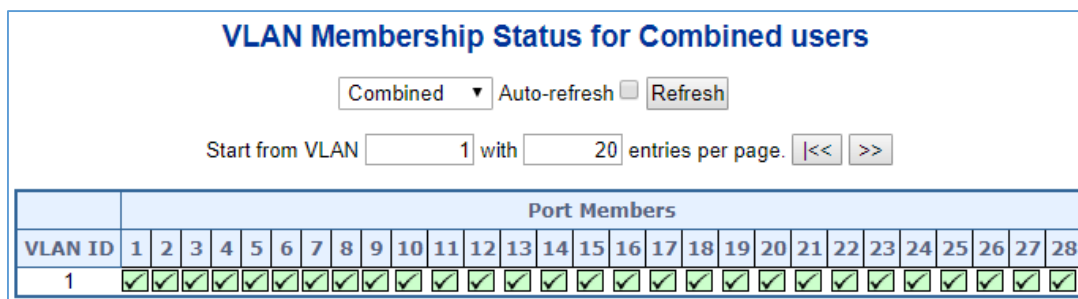 VLAN Membership Status for Combined users
Combined ▼ Auto-refresh Refresh
Start from VLAN 1 with 20 entries per page. |<< >>
Port Members
VLAN ID 1 2 3 4 5 6 7 8 9 10 11 12 13 14 15 16 17 18 19 20 21 22 23 24 25 26 27 28
1 ✓ ✓ ✓ ✓ ✓ ✓ ✓ ✓ ✓ ✓ ✓ ✓ ✓ ✓ ✓ ✓ ✓ ✓ ✓ ✓ ✓ ✓ ✓ ✓ ✓ ✓ ✓ ✓